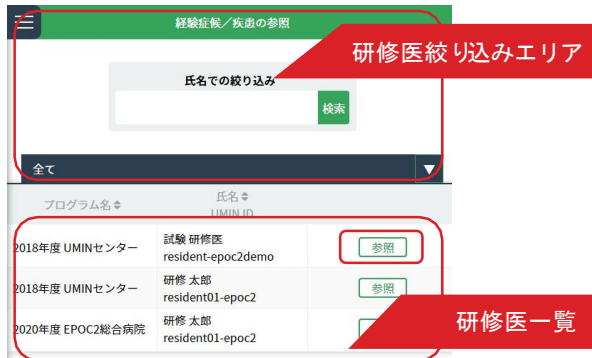 経験症候／疾患の参照
研修医絞り込みエリア
氏名での絞り込み
検索
全て
プログラム名
氏名
UMIN ID
2018年度 UMINセンター
試験 研修医
resident-epoc2demo
参照
2018年度 UMINセンター
研修 太郎
resident01-epoc2
参照
2020年度 EPOC2総合病院
研修 太郎
resident01-epoc2
研修医一覧